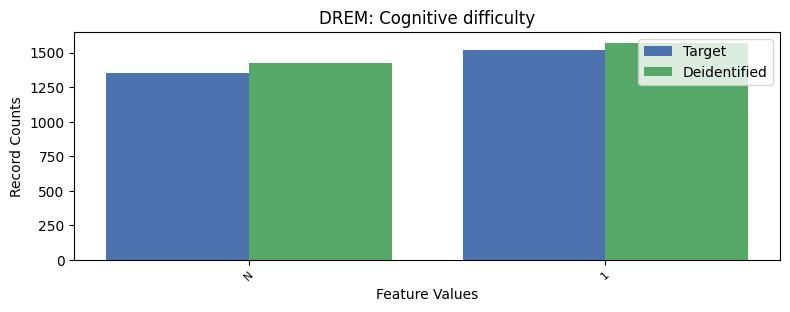 DREM: Cognitive difficulty
Target
Deidentified
Record Counts
1500
1250
1000
750
500
250
0
N
1
Feature Values